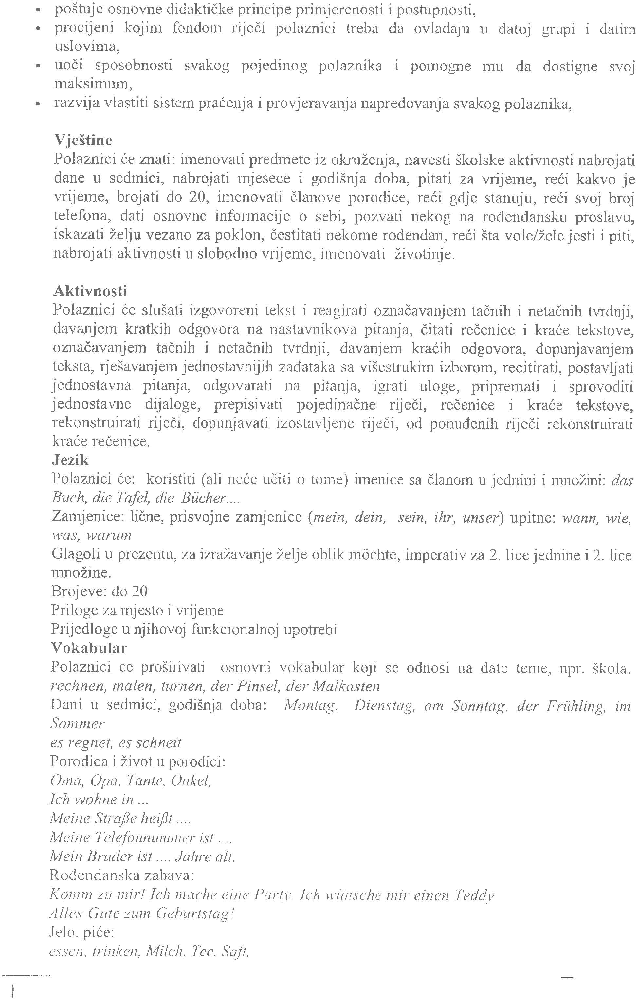 • poštuje osnovne didaktičke principe primjerenosti i postupnosti,
• procijeni kojim fondom riječi polaznici treba da ovladaju u datoj grupi i datim
uslovima,
• uoči sposobnosti svakog pojedinog polaznika i pomogne mu da dostigne svoj
maksimum,
• razvija vlastiti sistem praćenja i provjeravanja napredovanja svakog polaznika,
Vještine
Polaznici će znati: imenovati predmete iz okruženja, navesti školske aktivnosti nabrojati
dane u sedmici, nabrojati mjesece i godišnja doba, pitati za vrijeme, reći kakvo je
vrijeme, brojati do 20, imenovati članove porodice, reći gdje stanuju, reći svoj broj
telefona, dati osnovne informacije o sebi, pozvati nekog na rođendansku proslavu,
iskazati želju vezano za poklon, čestitati nekome rođendan, reći šta vole/žele jesti i piti,
nabrojati aktivnosti u slobodno vrijeme, imenovati životinje.
Aktivnosti
Polaznici će slušati izgovoreni tekst i reagirati označavanjem tačnih i netačnih tvrdnji,
davanjem kratkih odgovora na nastavnikova pitanja, čitati rečenice i kraće tekstove,
označavanjem tačnih i netačnih tvrdnji, davanjem kraćih odgovora, dopunjavanjem
teksta, rješavanjem jednostavnijih zadataka sa višestrukim izborom, recitirati, postavljati
jednostavna pitanja, odgovarati na pitanja, igrati uloge, pripremati i sprovoditi
jednostavne dijaloge, prepisivati pojedinačne riječi, rečenice i kraće tekstove,
rekonstruirati riječi, dopunjavati izostavljene riječi, od ponuđenih riječi rekonstruirati
kraće rečenice.
Jezik
Polaznici će: koristiti (ali neće učiti o tome) imenice sa članom u jednini i množini: das
Buch, die Tafel, die Bücher....
Zamjenice: lične, prisvojne zamjenice (mein, dein, sein, ihr, unser) upitne: wann, wie,
was, warum
Glagoli u prezentu, za izražavanje želje oblik möchte, imperativ za 2. lice jednine i 2. lice
množine.
Brojeve: do 20
Priloge za mjesto i vrijeme
Prijedloge u njihovoj funkcionalnoj upotrebi
Vokabular
Polaznici ce proširivati osnovni vokabular koji se odnosi na date teme, npr. škola.
rechnen, malen, turnen, der Pinsel, der Malkasten
Dani u sedmici, godišnja doba: Montag, Dienstag, am Sonntag, der Frühling, im
Sommer
es regnet, es schneit
Porodica i život u porodici:
Oma, Opa, Tante, Onkel,
Ich wohne in ...
Meine Straße heißt ....
Meine Telefonnummer ist ....
Mein Bruder ist .... Jahre alt.
Rođendanska zabava:
Komm zu mir! Ich mache eine Party. Ich wünsche mir einen Teddy
Alles Gute zum Geburtstag!
Jelo, piće:
essen, trinken, Milch, Tee, Saft,